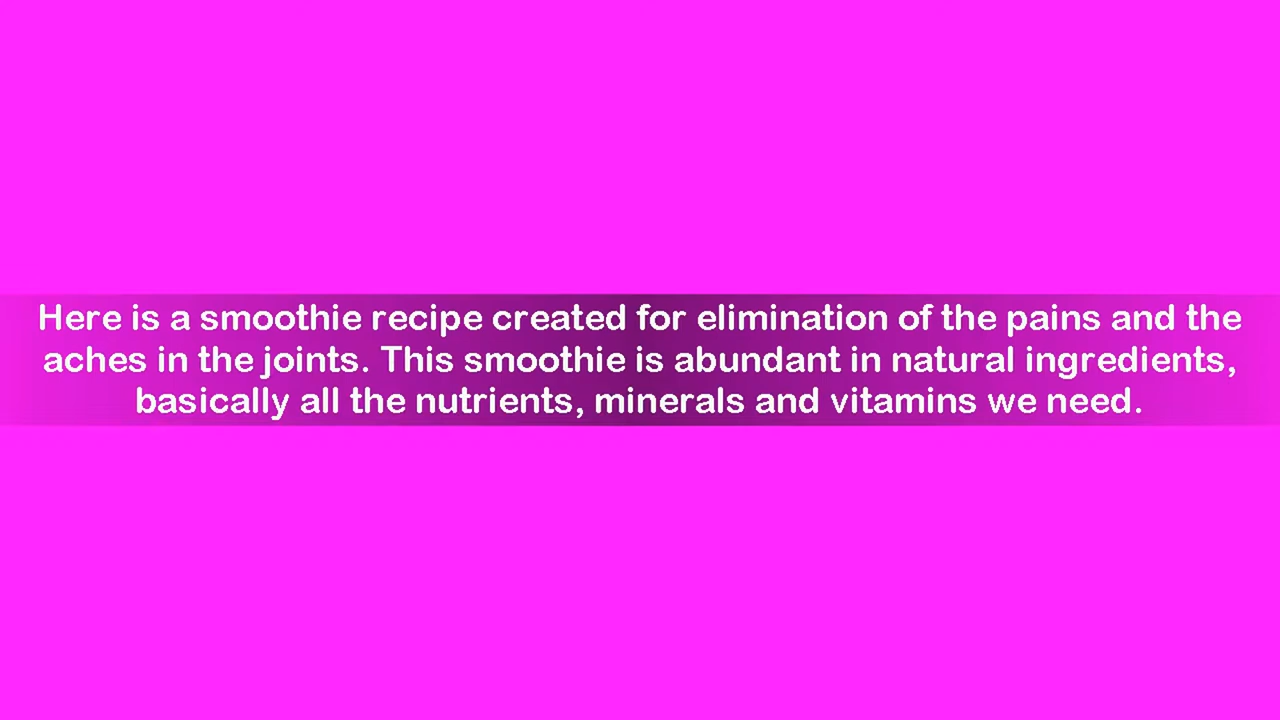 Here is a smoothie recipe created for elimination of the pains and the
aches in the joints. This smoothie is abundant in natural ingredients,
basically all the nutrients, minerals and vitamins we need.